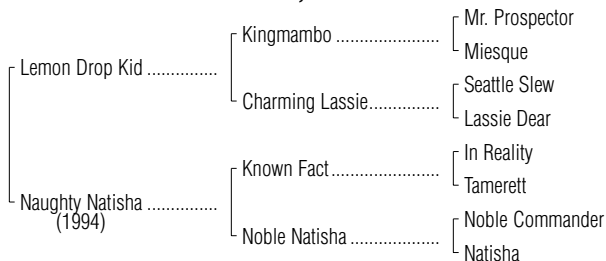 Mr. Prospector
Kingmambo ..................
Miesque
Lemon Drop Kid ...............
Seattle Slew
Charming Lassie...............
Lassie Dear
In Reality
Known Fact.......................
Tamerett
Naughty Natisha ...............
(1994)
Noble Commander
Noble Natisha ...................
Natisha